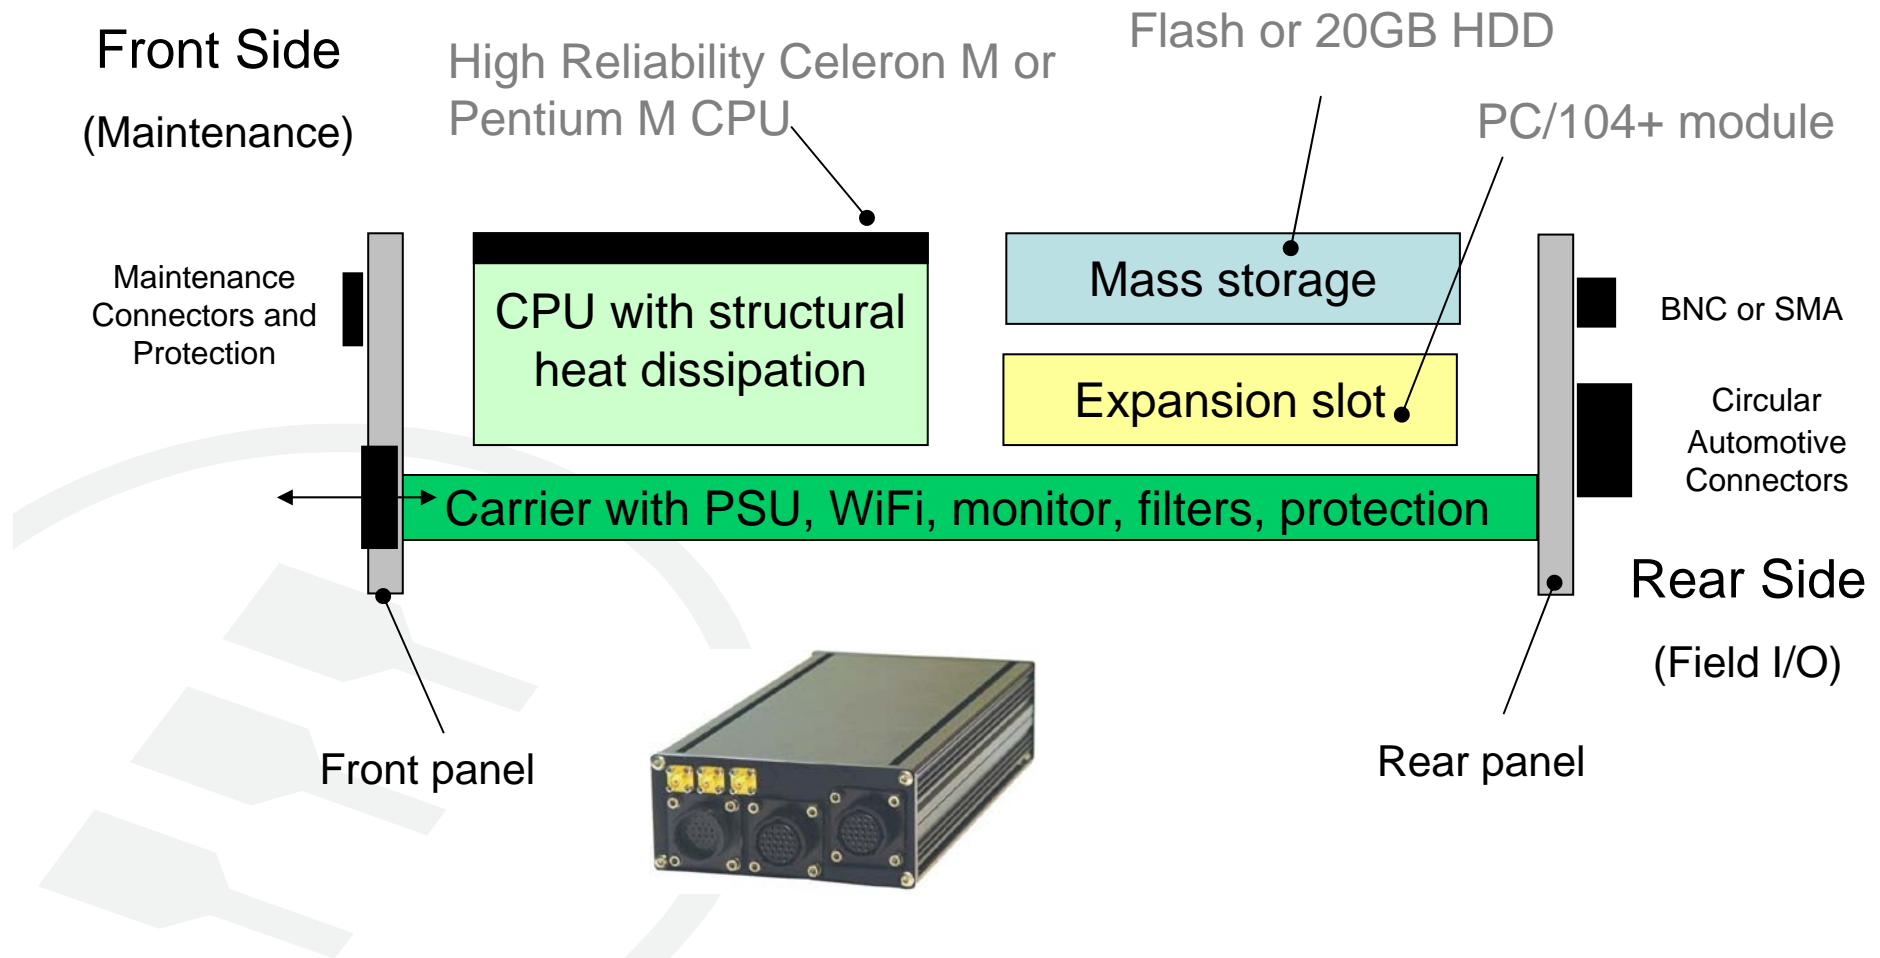 Front Side
(Maintenance)
High Reliability Celeron M or
Pentium M CPU
Flash or 20GB HDD
PC/104+ module
Maintenance
Connectors and
Protection
CPU with structural
heat dissipation
Mass storage
Expansion slot
BNC or SMA
Circular
Automotive
Connectors
Carrier with PSU, WiFi, monitor, filters, protection
Rear Side
(Field I/O)
Front panel
Rear panel